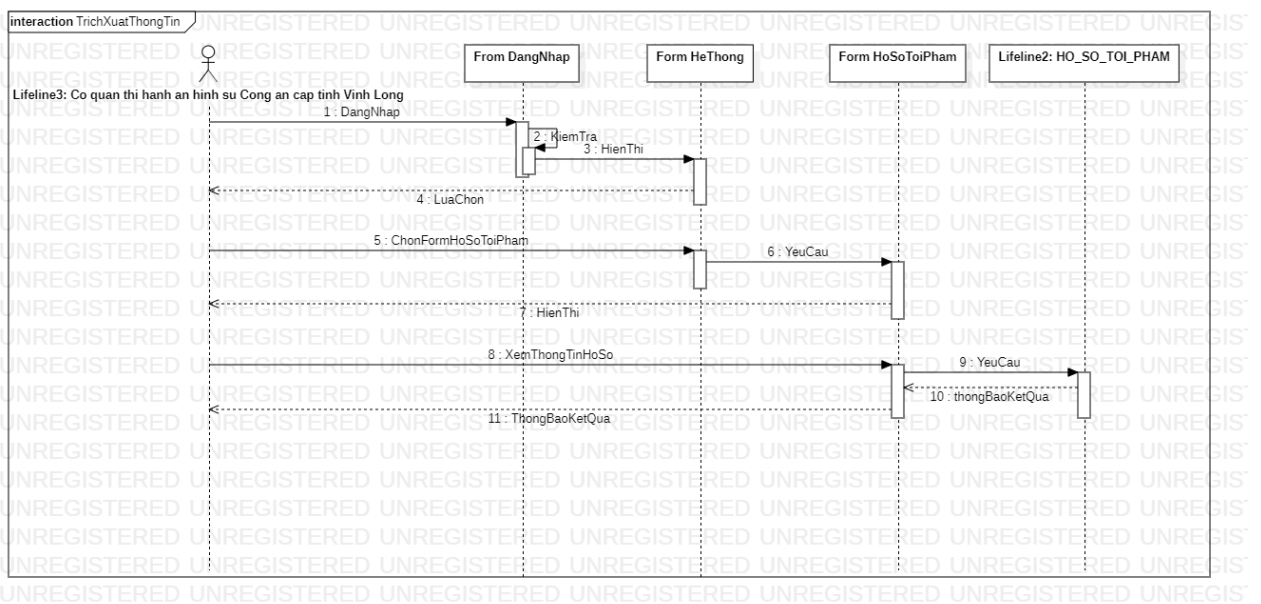 interaction TrichXuatThongTin
From DangNhap
Form HeThong
Form HoSoToiPham
Lifeline2: HO_SO_TOI_PHAM
Lifeline3: Co quan thi hanh an hinh su Cong an cap tinh Vinh Long
1 : DangNhap
2 : KiemTra
3 : HienThi
4 : LuaChon
5 : ChonFormHoSoToiPham
6 : YeuCau
7 : HienThi
8 : XemThongTinHoSo
9 : YeuCau
10 : thongBaoKetQua
11 : ThongBaoKetQua
UNREGISTERED UNREGISTERED UNREGISTERED UNREGISTERED UNREGISTERED UNREGISTERED UNREGIS